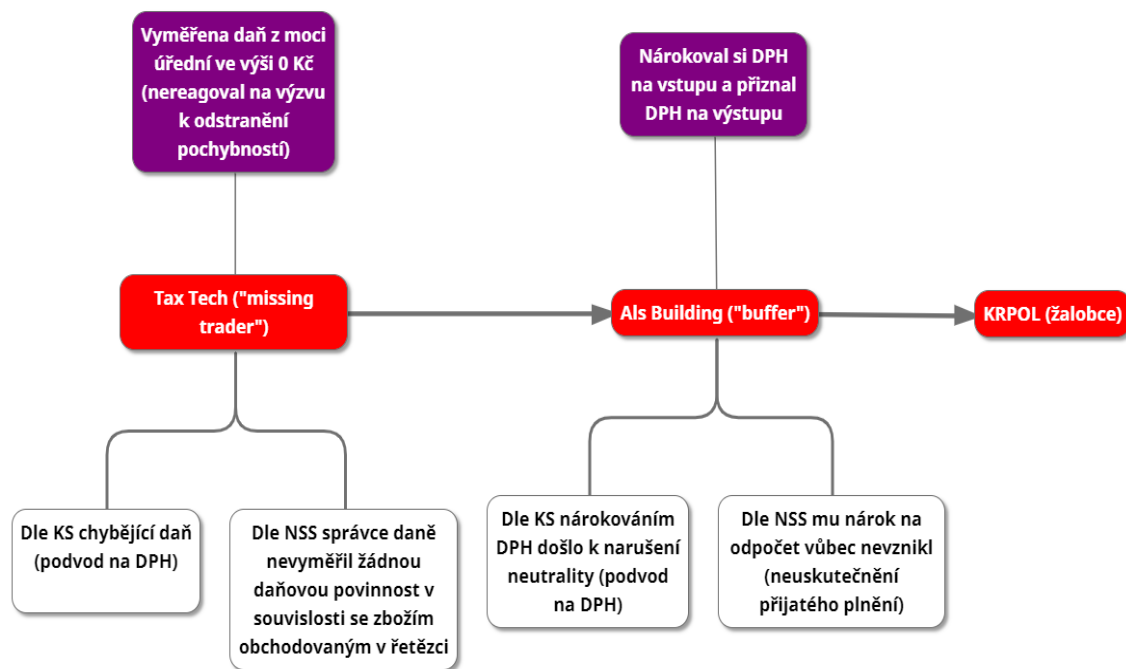 Vyměřena daň z moci
úřední ve výši 0 Kč
(nereagoval na výzvu
k odstranění
pochybností)
Nárokoval si DPH
na vstupu a přiznal
DPH na výstupu
Tax Tech ("missing
trader")
Als Building ("buffer")
KRPOL (žalobce)
Dle KS chybějící daň
(podvod na DPH)
Dle NSS správce daně
nevyměřil žádnou
daňovou povinnost v
souvislosti se zbožím
obchodovaným v řetězci
Dle KS nárokováním
DPH došlo k narušení
neutrality (podvod
na DPH)
Dle NSS mu nárok na
odpočet vůbec nevznikl
(neuskutečnění
přijatého plnění)